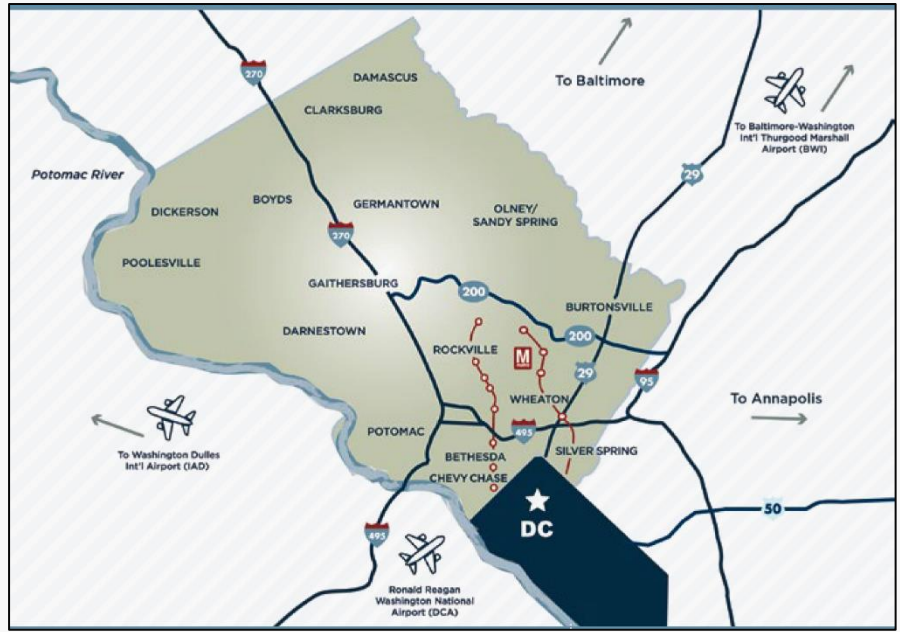 270
DAMASCUS
To Baltimore
CLARKSBURG
To Baltimore-Washington
Int'l Thurgood Marshall
Airport (BWI)
Potomac River
29
DICKERSON
BOYDS
GERMANTOWN
OLNEY/
SANDY SPRING
270
POOLESVILLE
GAITHERSBURG
200
BURTONSVILLE
DARNESTOWN
200
ROCKVILLE
M
29
95
WHEATON
To Annapolis
POTOMAC
495
To Washington Dulles
Int'l Airport (IAD)
BETHESDA
SILVER SPRING
CHEVY CHASE
50
DC
495
Ronald Reagan
Washington National
Airport (DCA)